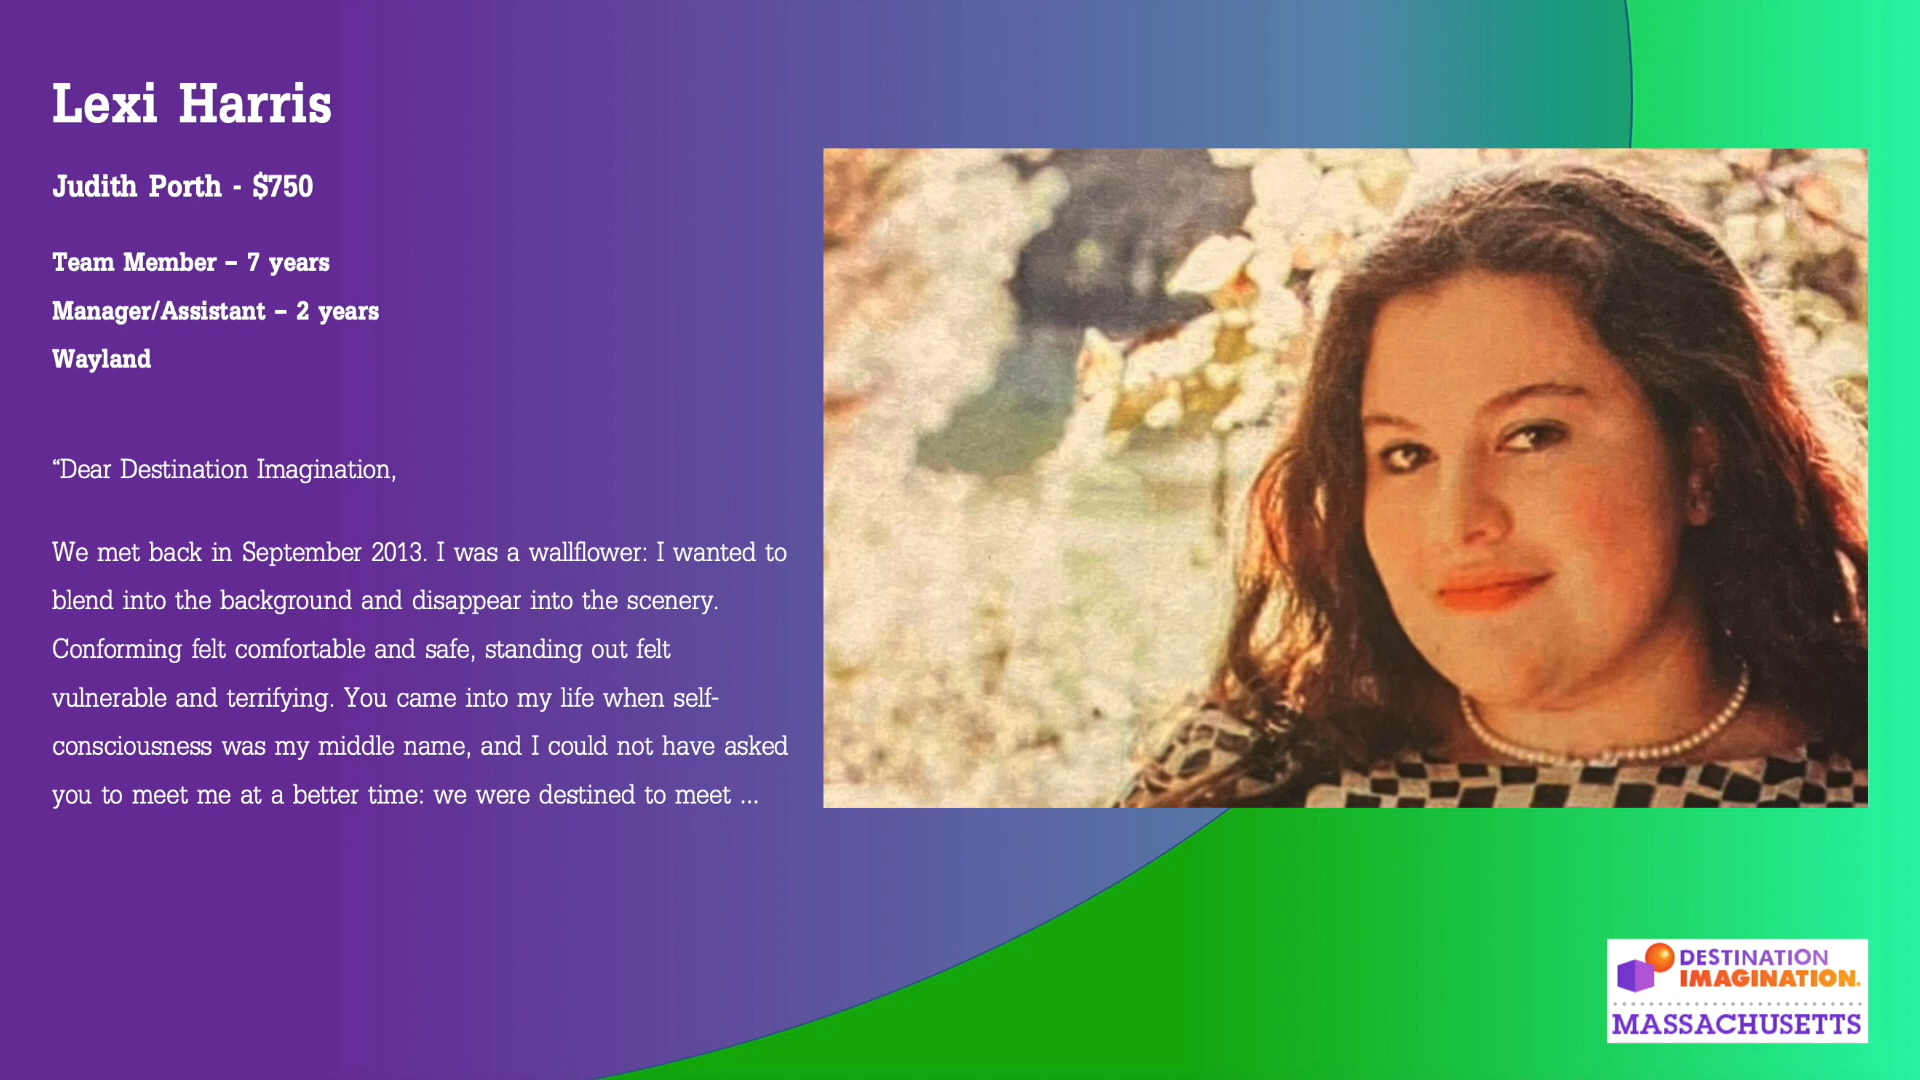 Lexi Harris
Judith Porth - $750
Team Member – 7 years
Manager/Assistant – 2 years
Wayland
“Dear Destination Imagination,
We met back in September 2013. I was a wallflower: I wanted to
blend into the background and disappear into the scenery.
Conforming felt comfortable and safe, standing out felt
vulnerable and terrifying. You came into my life when self-
consciousness was my middle name, and I could not have asked
you to meet me at a better time: we were destined to meet ...
DESTINATION
IMAGINATION.
MASSACHUSETTS